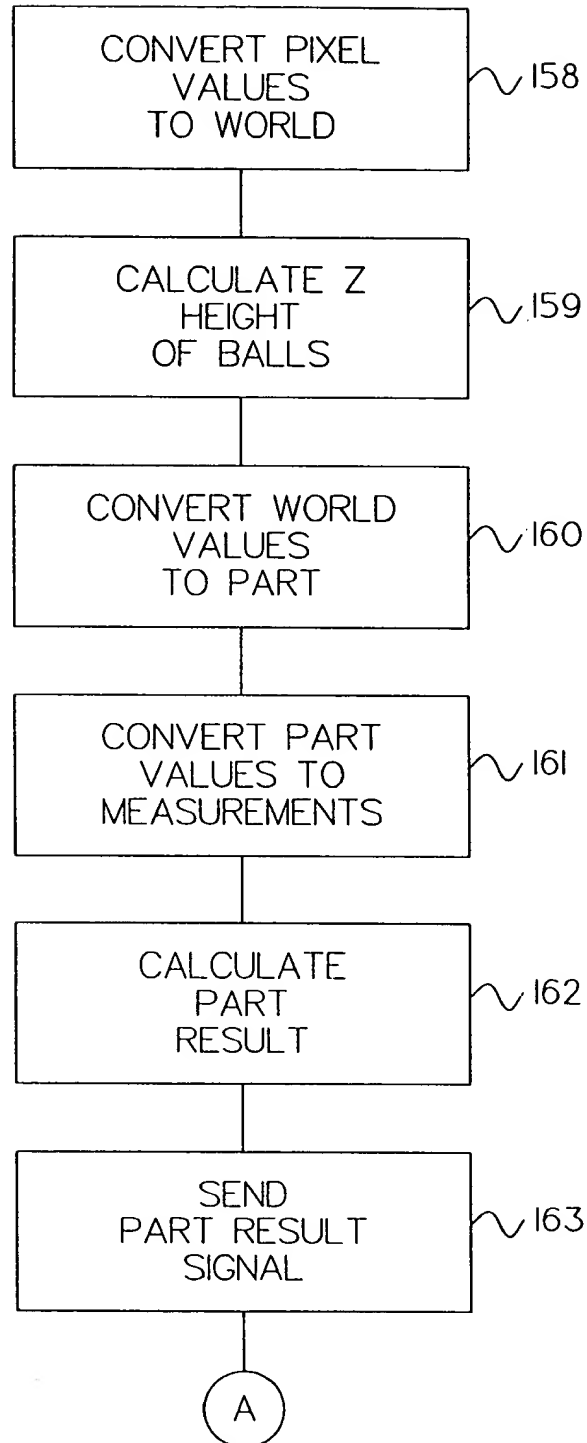 CONVERT PIXEL
VALUES
TO WORLD
158
CALCULATE Z
HEIGHT
OF BALLS
159
CONVERT WORLD
VALUES
TO PART
160
CONVERT PART
VALUES TO
MEASUREMENTS
161
CALCULATE
PART
RESULT
162
SEND
PART RESULT
SIGNAL
163
A